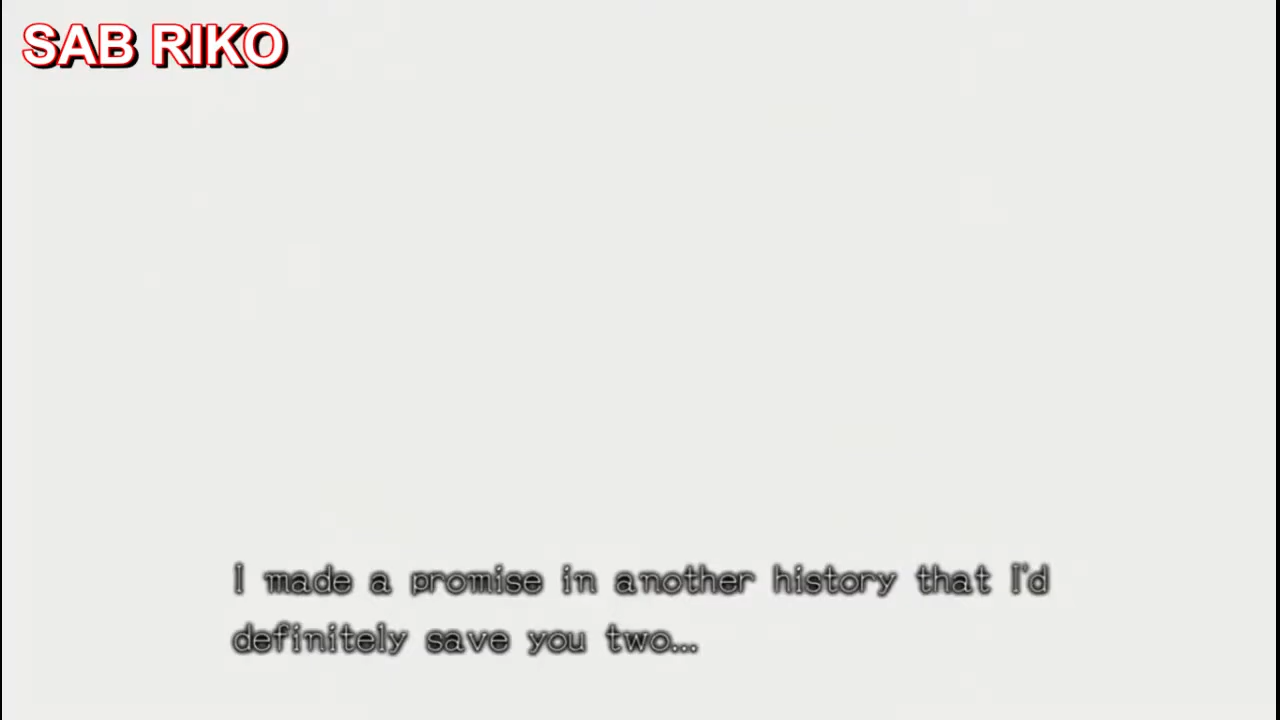 SAB RIKO
I made a promise in another history that I'd
definitely save you two...